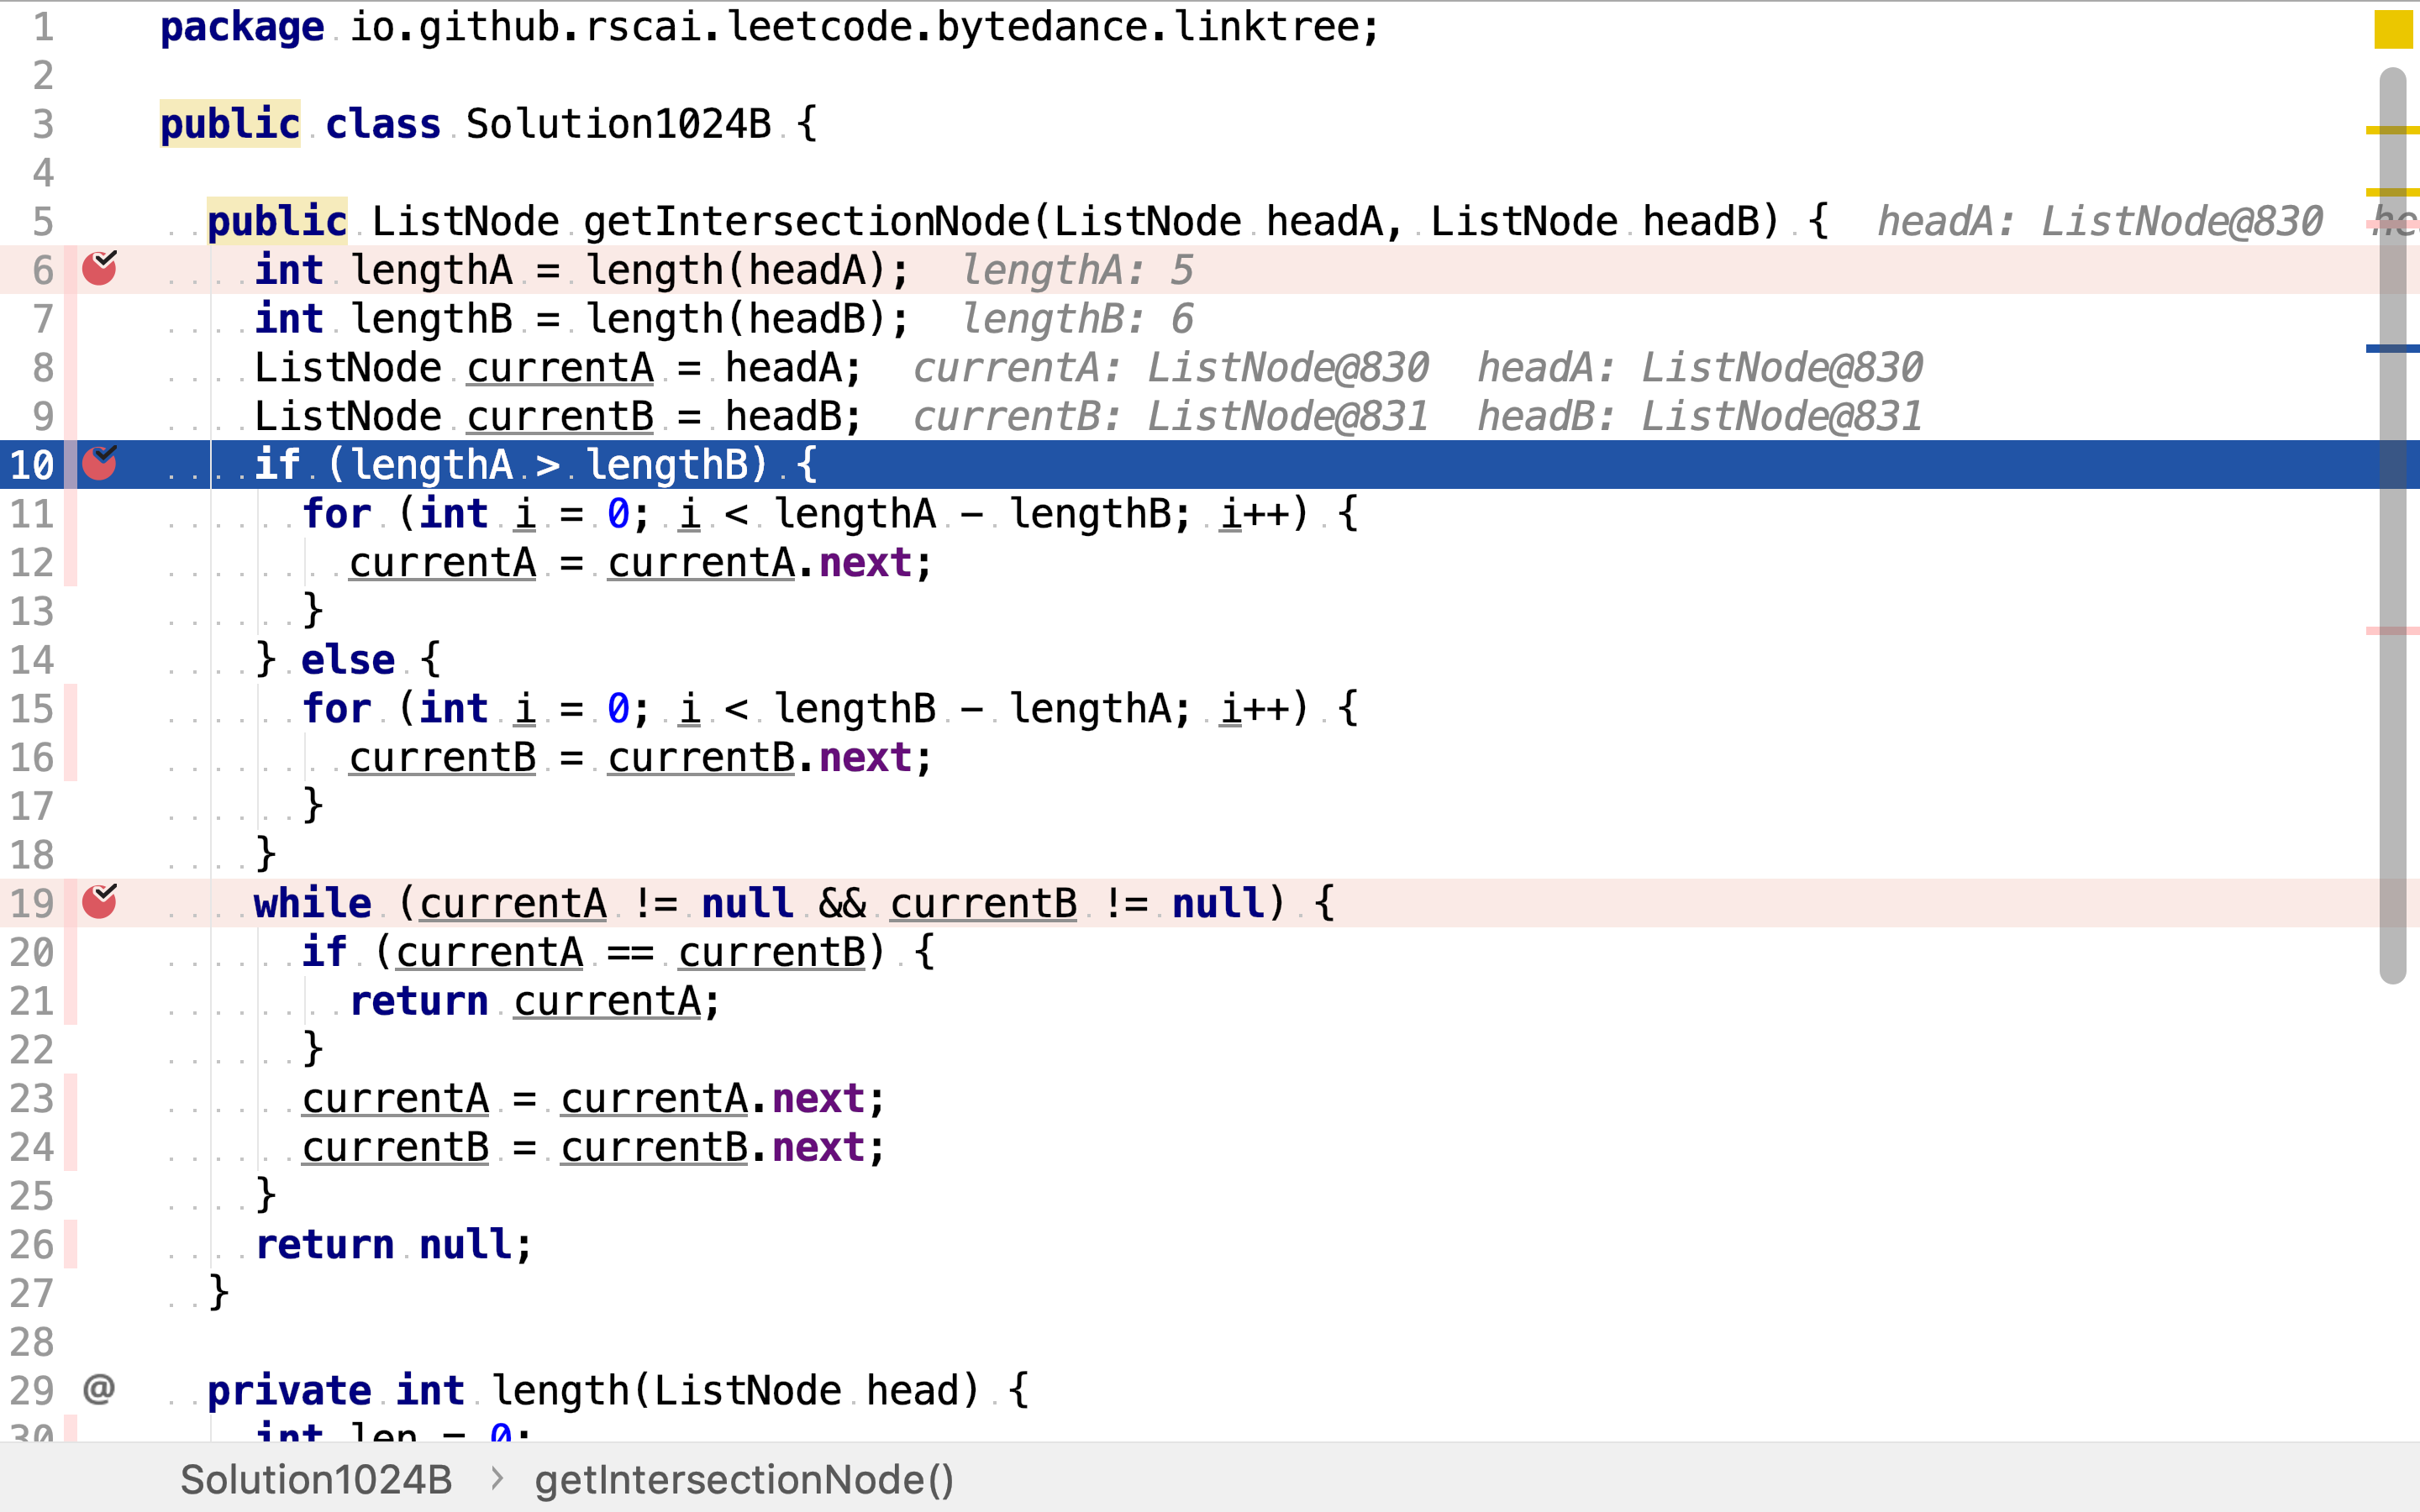 1 package io.github.rscai.leetcode.bytedance.linktree;
2
3 public class Solution1024B {
4
5 public ListNode getIntersectionNode(ListNode headA, ListNode headB) { headA: ListNode@830 he
6 int lengthA = length(headA); lengthA: 5
7 int lengthB = length(headB); lengthB: 6
8 ListNode currentA = headA; currentA: ListNode@830 headA: ListNode@830
9 ListNode currentB = headB; currentB: ListNode@831 headB: ListNode@831
10 if (lengthA > lengthB) {
11 for (int i = 0; i < lengthA - lengthB; i++) {
12 currentA = currentA.next;
13 }
14 } else {
15 for (int i = 0; i < lengthB - lengthA; i++) {
16 currentB = currentB.next;
17 }
18 }
19 while (currentA != null && currentB != null) {
20 if (currentA == currentB) {
21 return currentA;
22 }
23 currentA = currentA.next;
24 currentB = currentB.next;
25 }
26 return null;
27 }
28
29 @ private int length(ListNode head) {
30 int len = 0;
Solution1024B › getIntersectionNode()